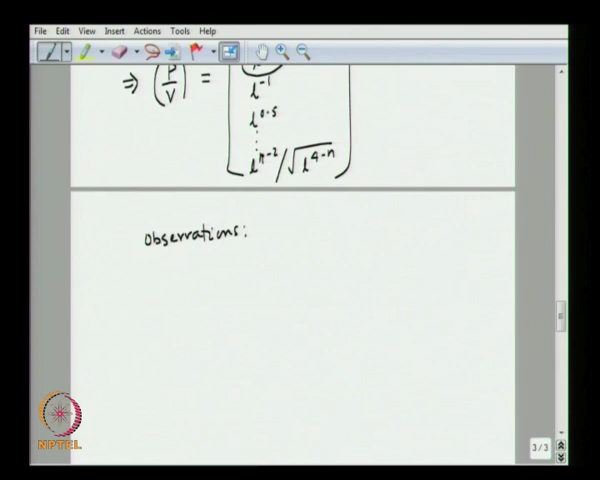 File Edit View Insert Actions Tools Help
⇒ (P/V) =
l^-1
l^0.5
⋮
l^n-2 / √l^4-n
Observations:
NPTEL
3/3